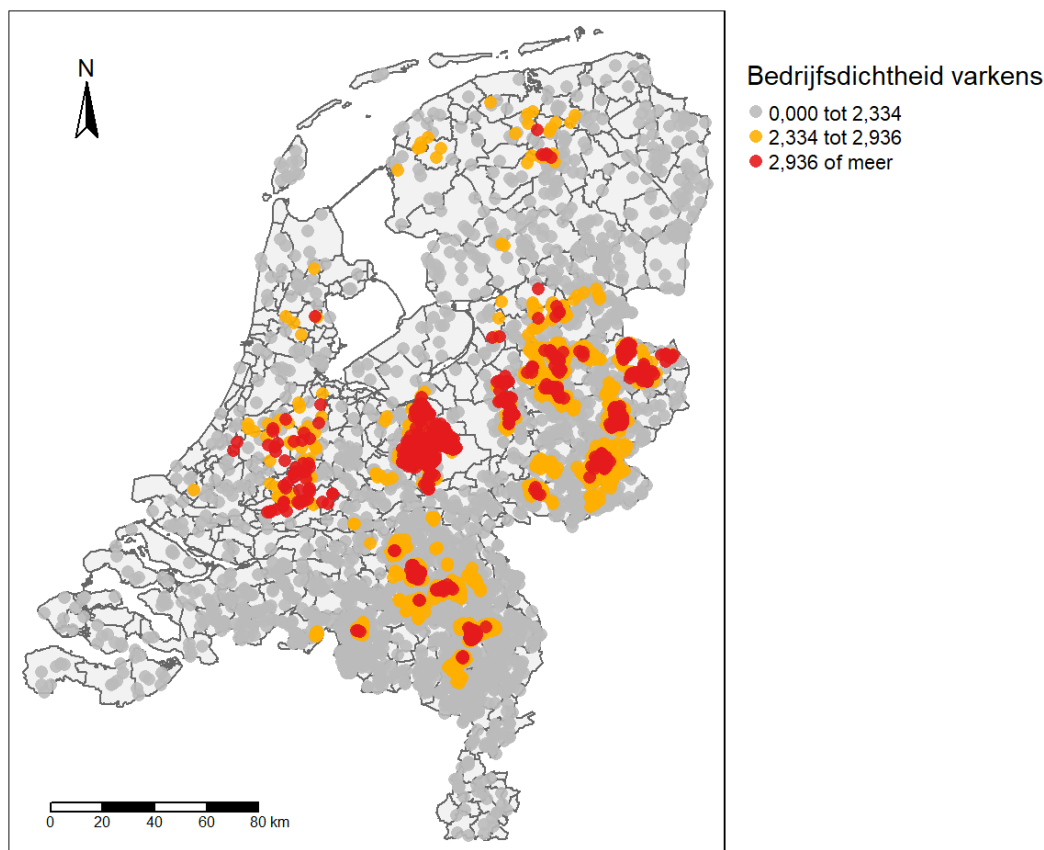 N
Bedrijfsdichtheid varkens
0,000 tot 2,334
2,334 tot 2,936
2,936 of meer
0 20 40 60 80 km